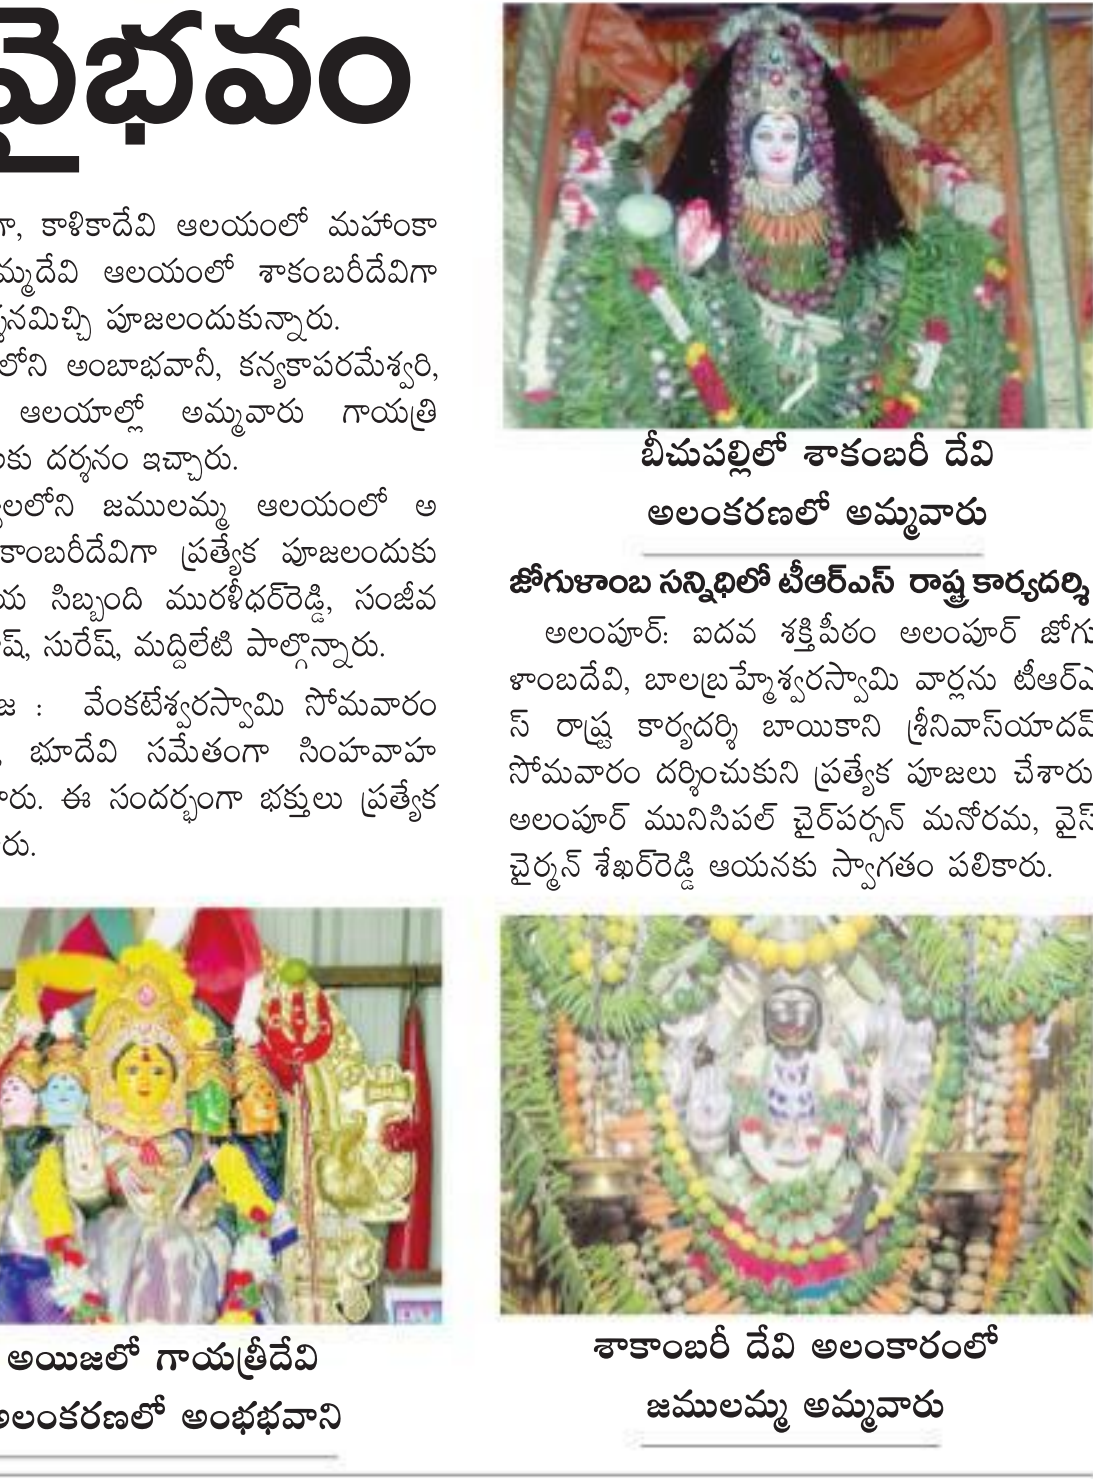 వైభవం
గా, కాళికాదేవి ఆలయంలో మహాంకా
మ్మదేవి ఆలయంలో శాకంబరీదేవిగా
ర్శనమిచ్చి పూజలందుకున్నారు.
లోని అంబాభవానీ, కన్యకాపరమేశ్వరి,
ఆలయాల్లో అమ్మవారు గాయత్రి
దర్శనం ఇచ్చారు.
జములమ్మ ఆలయంలో అ
కాంబరీదేవిగా ప్రత్యేక పూజలందుకు
సిబ్బంది మురళీధర్‌రెడ్డి, సంజీవ
సురేష్, మద్దిలేటి పాల్గొన్నారు.
జ : వేంకటేశ్వరస్వామి సోమవారం
భూదేవి సమేతంగా సింహవాహ
ఈ సందర్భంగా భక్తులు ప్రత్యేక
రు.
అయిజలో గాయత్రీదేవి
అలంకరణలో అంభభవాని
బీచుపల్లిలో శాకంబరీ దేవి
అలంకరణలో అమ్మవారు
జోగుళాంబ సన్నిధిలో టీఆర్ఎస్ రాష్ట్ర కార్యదర్శి
అలంపూర్: ఐదవ శక్తిపీఠం అలంపూర్ జోగు
ళాంబదేవి, బాలబ్రహ్మేశ్వరస్వామి వార్లను టీఆర్ఎ
స్ రాష్ట్ర కార్యదర్శి బాయికాని శ్రీనివాస్‌యాదవ్
సోమవారం దర్శించుకుని ప్రత్యేక పూజలు చేశారు
అలంపూర్ మునిసిపల్ చైర్‌పర్సన్ మనోరమ, వైస్
చైర్మన్ శేఖర్‌రెడ్డి ఆయనకు స్వాగతం పలికారు.
శాకాంబరీ దేవి అలంకారంలో
జములమ్మ అమ్మవారు